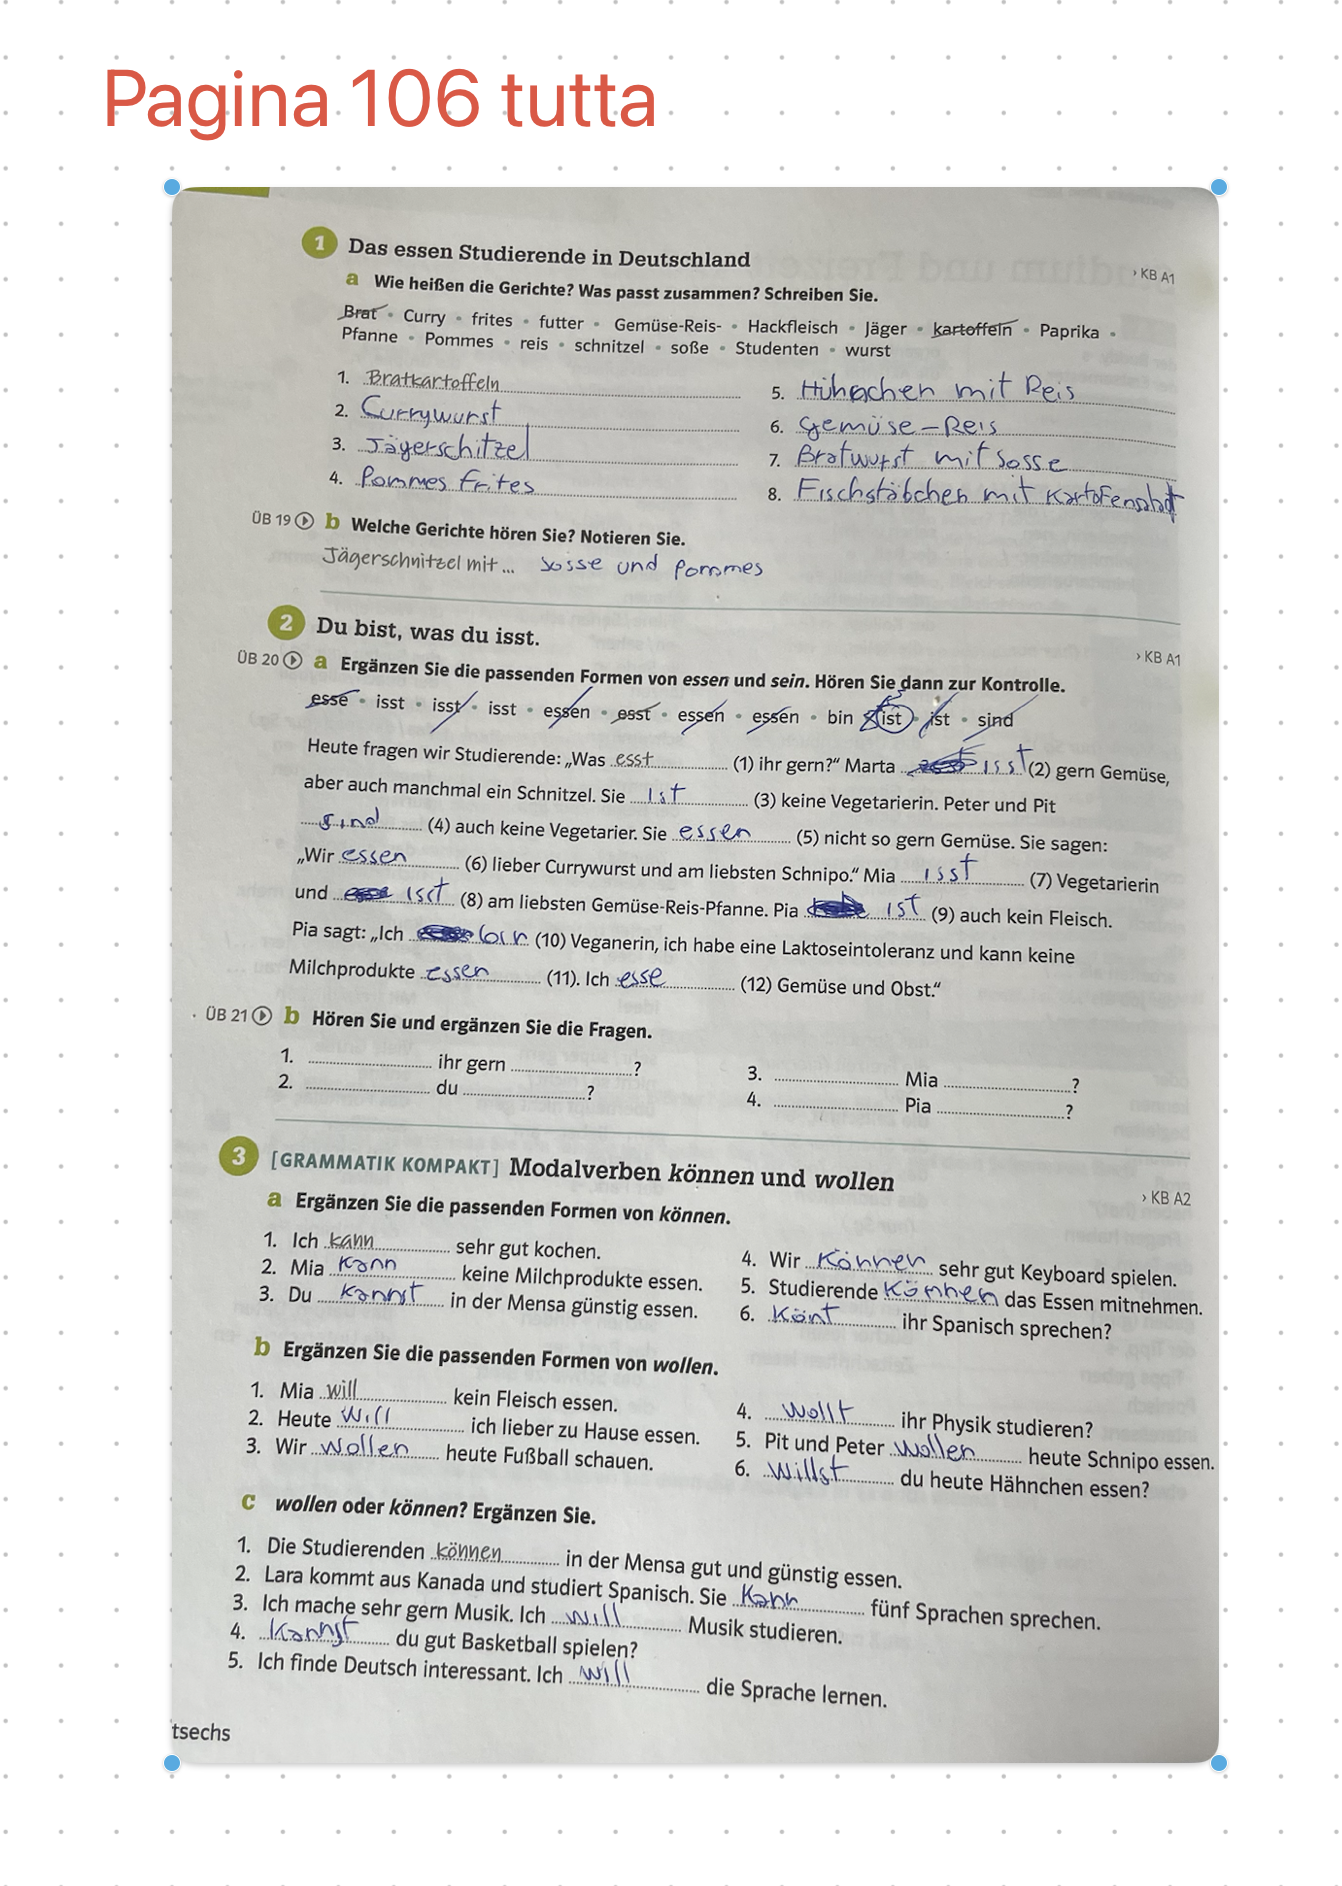 Pagina 106 tutta
1 Das essen Studierende in Deutschland
› KB A1
a Wie heißen die Gerichte? Was passt zusammen? Schreiben Sie.
Brat • Curry • frites • futter • Gemüse-Reis- • Hackfleisch • Jäger • kartoffeln • Paprika •
Pfanne • Pommes • reis • schnitzel • soße • Studenten • wurst
1. Bratkartoffeln
2. Currywurst
3. Jägerschitzel
4. Pommes frites
5. Hühnchen mit Reis
6. Gemüse-Reis
7. Bratwurst mit Sosse
8. Fischstäbchen mit
ÜB 19 b Welche Gerichte hören Sie? Notieren Sie.
Jägerschnitzel mit... Sosse und Pommes
2 Du bist, was du isst.
› KB A1
ÜB 20 a Ergänzen Sie die passenden Formen von essen und sein. Hören Sie dann zur Kontrolle.
esse • isst • isst • isst • essen • esst • essen • essen • bin • ist • ist • sind
Heute fragen wir Studierende: „Was esst (1) ihr gern?“ Marta isst (2) gern Gemüse,
aber auch manchmal ein Schnitzel. Sie ist (3) keine Vegetarierin. Peter und Pit
sind (4) auch keine Vegetarier. Sie essen (5) nicht so gern Gemüse. Sie sagen:
„Wir essen (6) lieber Currywurst und am liebsten Schnipo.“ Mia isst (7) Vegetarierin
und isst (8) am liebsten Gemüse-Reis-Pfanne. Pia ist (9) auch kein Fleisch.
Pia sagt: „Ich bin (10) Veganerin, ich habe eine Laktoseintoleranz und kann keine
Milchprodukte essen (11). Ich esse (12) Gemüse und Obst.“
ÜB 21 b Hören Sie und ergänzen Sie die Fragen.
1. ihr gern ?
2. du ?
3. Mia ?
4. Pia ?
3 [GRAMMATIK KOMPAKT] Modalverben können und wollen
› KB A2
a Ergänzen Sie die passenden Formen von können.
1. Ich kann sehr gut kochen.
2. Mia kann keine Milchprodukte essen.
3. Du kannst in der Mensa günstig essen.
4. Wir können sehr gut Keyboard spielen.
5. Studierende können das Essen mitnehmen.
6. Könt ihr Spanisch sprechen?
b Ergänzen Sie die passenden Formen von wollen.
1. Mia will kein Fleisch essen.
2. Heute will ich lieber zu Hause essen.
3. Wir wollen heute Fußball schauen.
4. wollt ihr Physik studieren?
5. Pit und Peter wollen heute Schnipo essen.
6. willst du heute Hähnchen essen?
c wollen oder können? Ergänzen Sie.
1. Die Studierenden können in der Mensa gut und günstig essen.
2. Lara kommt aus Kanada und studiert Spanisch. Sie kann fünf Sprachen sprechen.
3. Ich mache sehr gern Musik. Ich will Musik studieren.
4. kannst du gut Basketball spielen?
5. Ich finde Deutsch interessant. Ich will die Sprache lernen.
tsechs